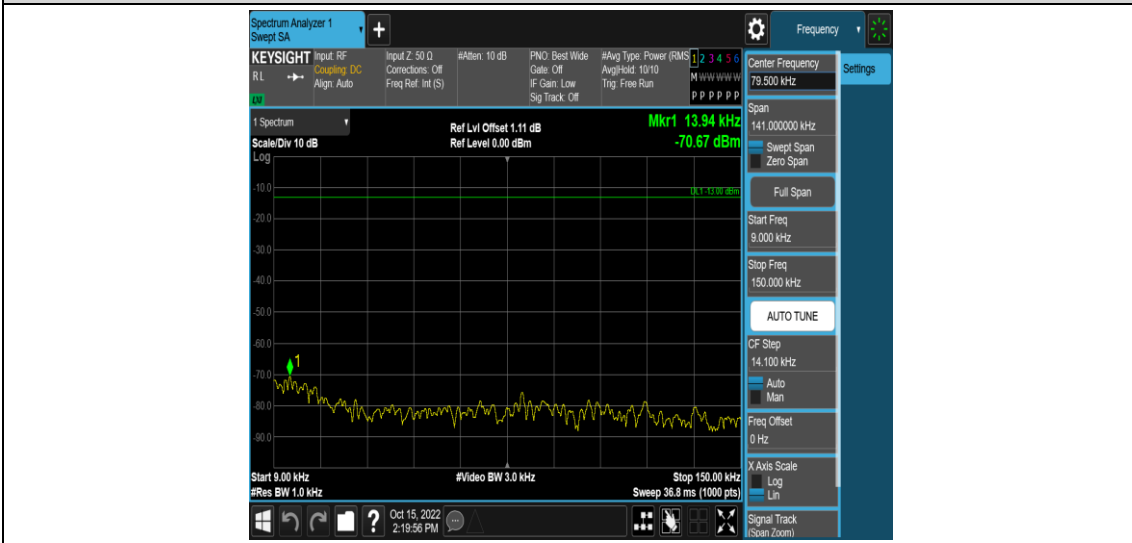 Spectrum Analyzer 1
Swept SA
+
Frequency
KEYSIGHT
RL
LXI
Input: RF
Coupling: DC
Align: Auto
Input Z: 50 Ω
Corrections: Off
Freq Ref: Int (S)
#Atten: 10 dB
PNO: Best Wide
Gate: Off
IF Gain: Low
Sig Track: Off
#Avg Type: Power (RMS
Avg|Hold: 10/10
Trig: Free Run
1 2 3 4 5 6
M W W W W W
P P P P P P
1 Spectrum
Scale/Div 10 dB
Log
Ref Lvl Offset 1.11 dB
Ref Level 0.00 dBm
Mkr1 13.94 kHz
-70.67 dBm
DL1 -13.00 dBm
-10.0
-20.0
-30.0
-40.0
-50.0
-60.0
-70.0
-80.0
-90.0
1
Start 9.00 kHz
#Res BW 1.0 kHz
#Video BW 3.0 kHz
Stop 150.00 kHz
Sweep 36.8 ms (1000 pts)
?
Oct 15, 2022
2:19:56 PM
Center Frequency
79.500 kHz
Settings
Span
141.000000 kHz
Swept Span
Zero Span
Full Span
Start Freq
9.000 kHz
Stop Freq
150.000 kHz
AUTO TUNE
CF Step
14.100 kHz
Auto
Man
Freq Offset
0 Hz
X Axis Scale
Log
Lin
Signal Track
(Span Zoom)